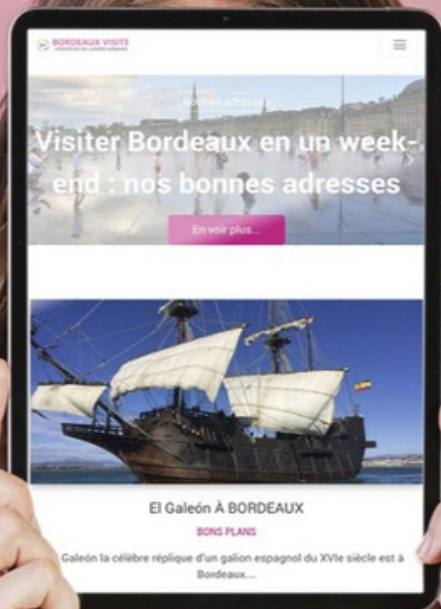 BORDEAUX VISITE
Bonnes adresses
Visiter Bordeaux en un week-
end : nos bonnes adresses
En voir plus...
El Galeón À BORDEAUX
BONS PLANS
Galeón la célèbre réplique d'un galion espagnol du XVIe siècle est à
Bordeaux....